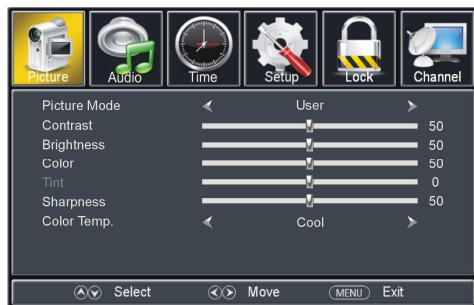 Picture Audio Time Setup Lock Channel
Picture Mode User
Contrast 50
Brightness 50
Color 50
Tint 0
Sharpness 50
Color Temp. Cool
Select Move MENU Exit